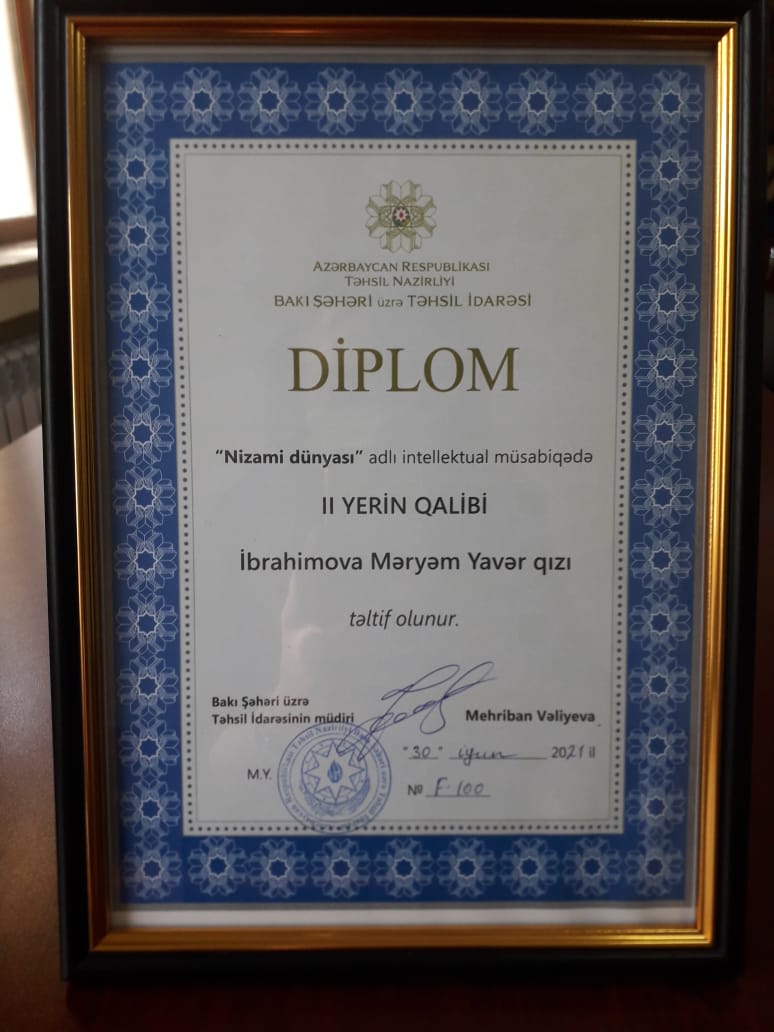 AZƏRBAYCAN RESPUBLİKASI
TƏHSİL NAZİRLİYİ
BAKI ŞƏHƏRİ üzrə TƏHSİL İDARƏSİ
DİPLOM
“Nizami dünyası” adlı intellektual müsabiqədə
II YERİN QALİBİ
İbrahimova Məryəm Yavər qızı
təltif olunur.
Bakı Şəhəri üzrə
Təhsil İdarəsinin müdiri
Mehriban Vəliyeva
"30" iyun 2021 il
M.Y.
№ F-100